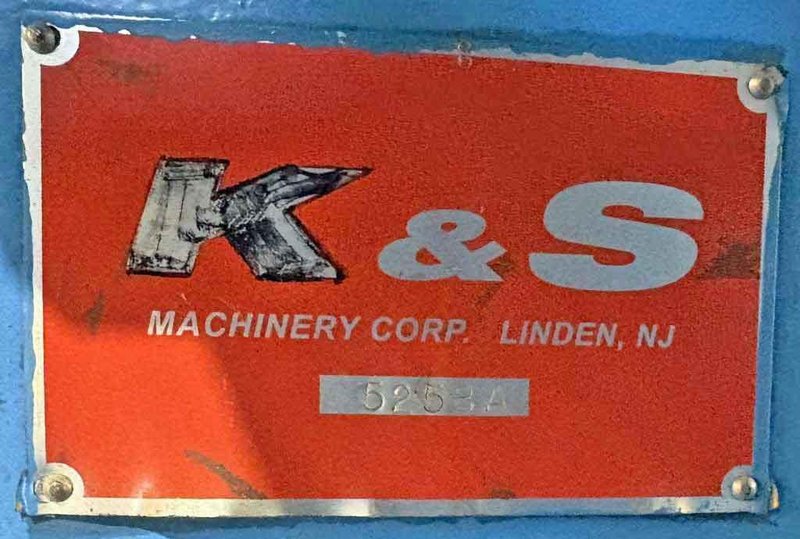 K & S
MACHINERY CORP. LINDEN, NJ